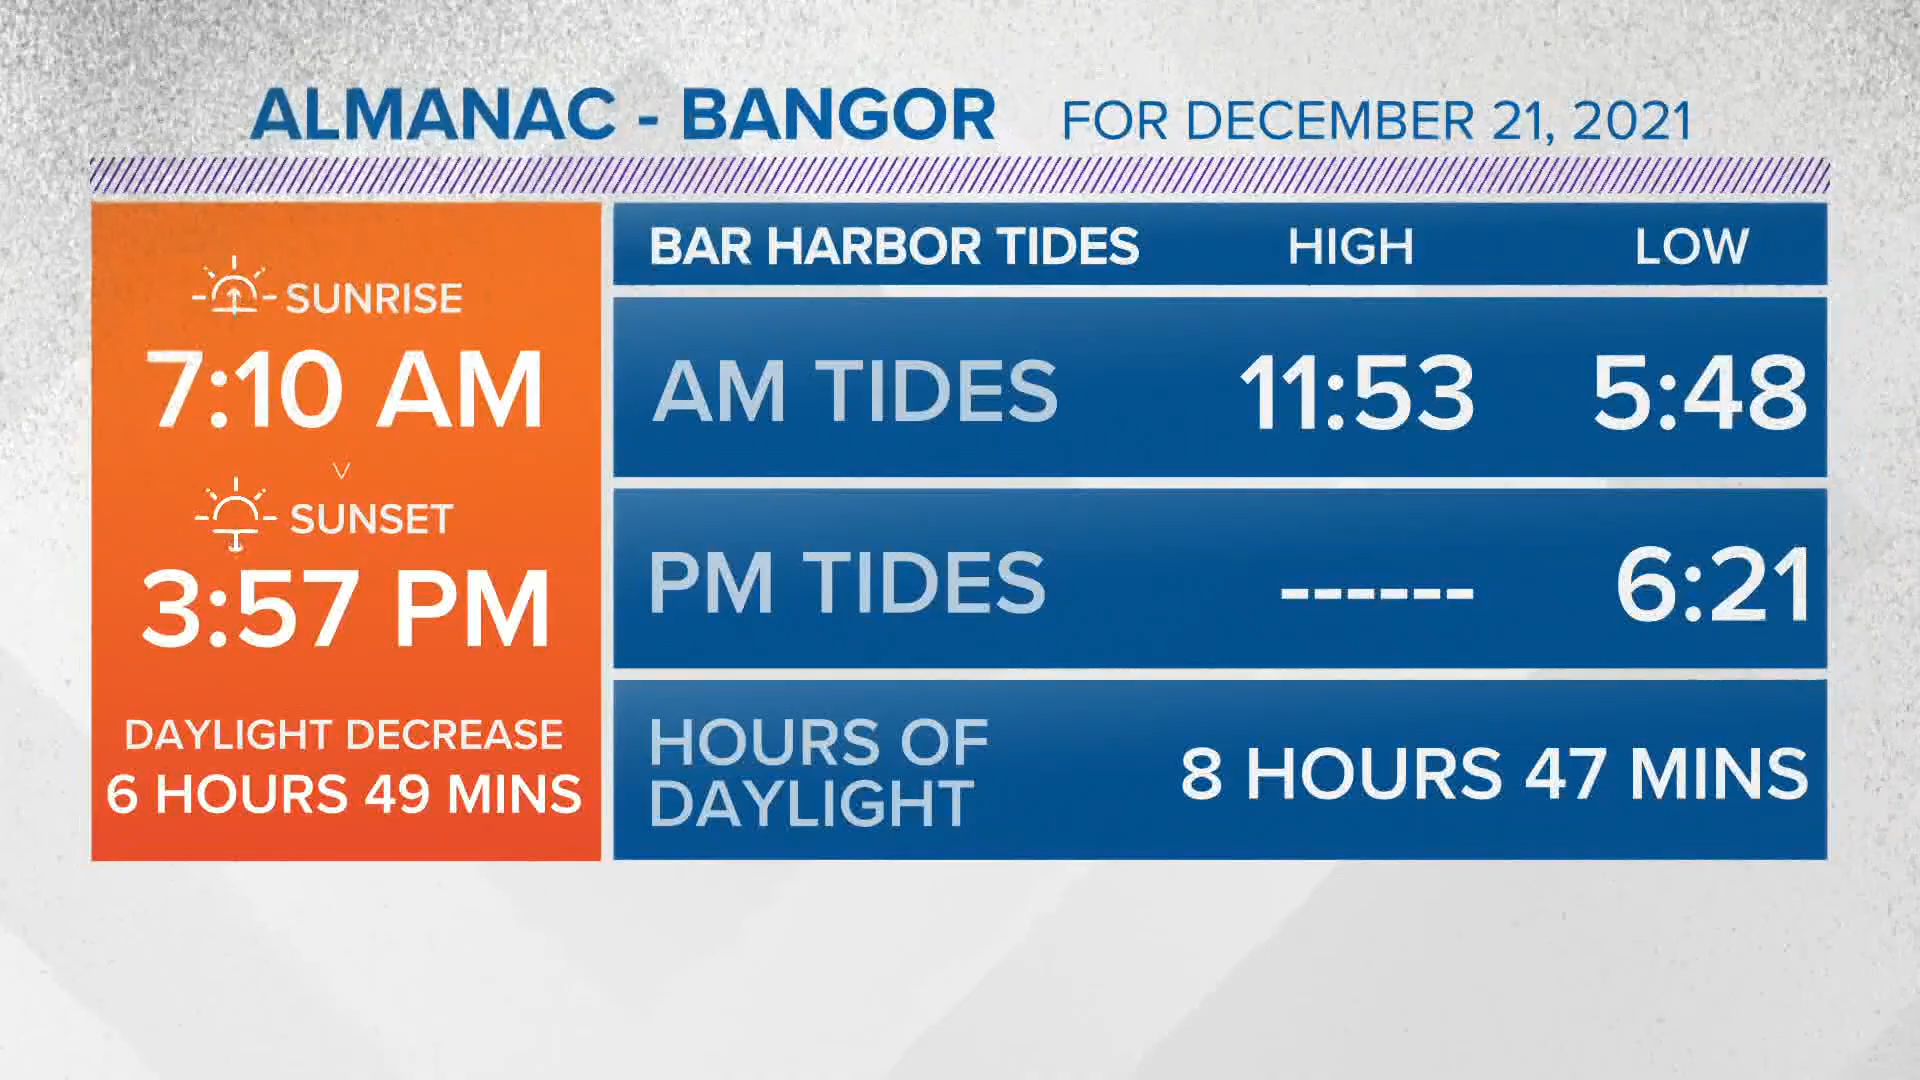 ALMANAC - BANGOR FOR DECEMBER 21, 2021
SUNRISE
7:10 AM
SUNSET
3:57 PM
DAYLIGHT DECREASE
6 HOURS 49 MINS
BAR HARBOR TIDES HIGH LOW
AM TIDES 11:53 5:48
PM TIDES ------ 6:21
HOURS OF
DAYLIGHT
8 HOURS 47 MINS